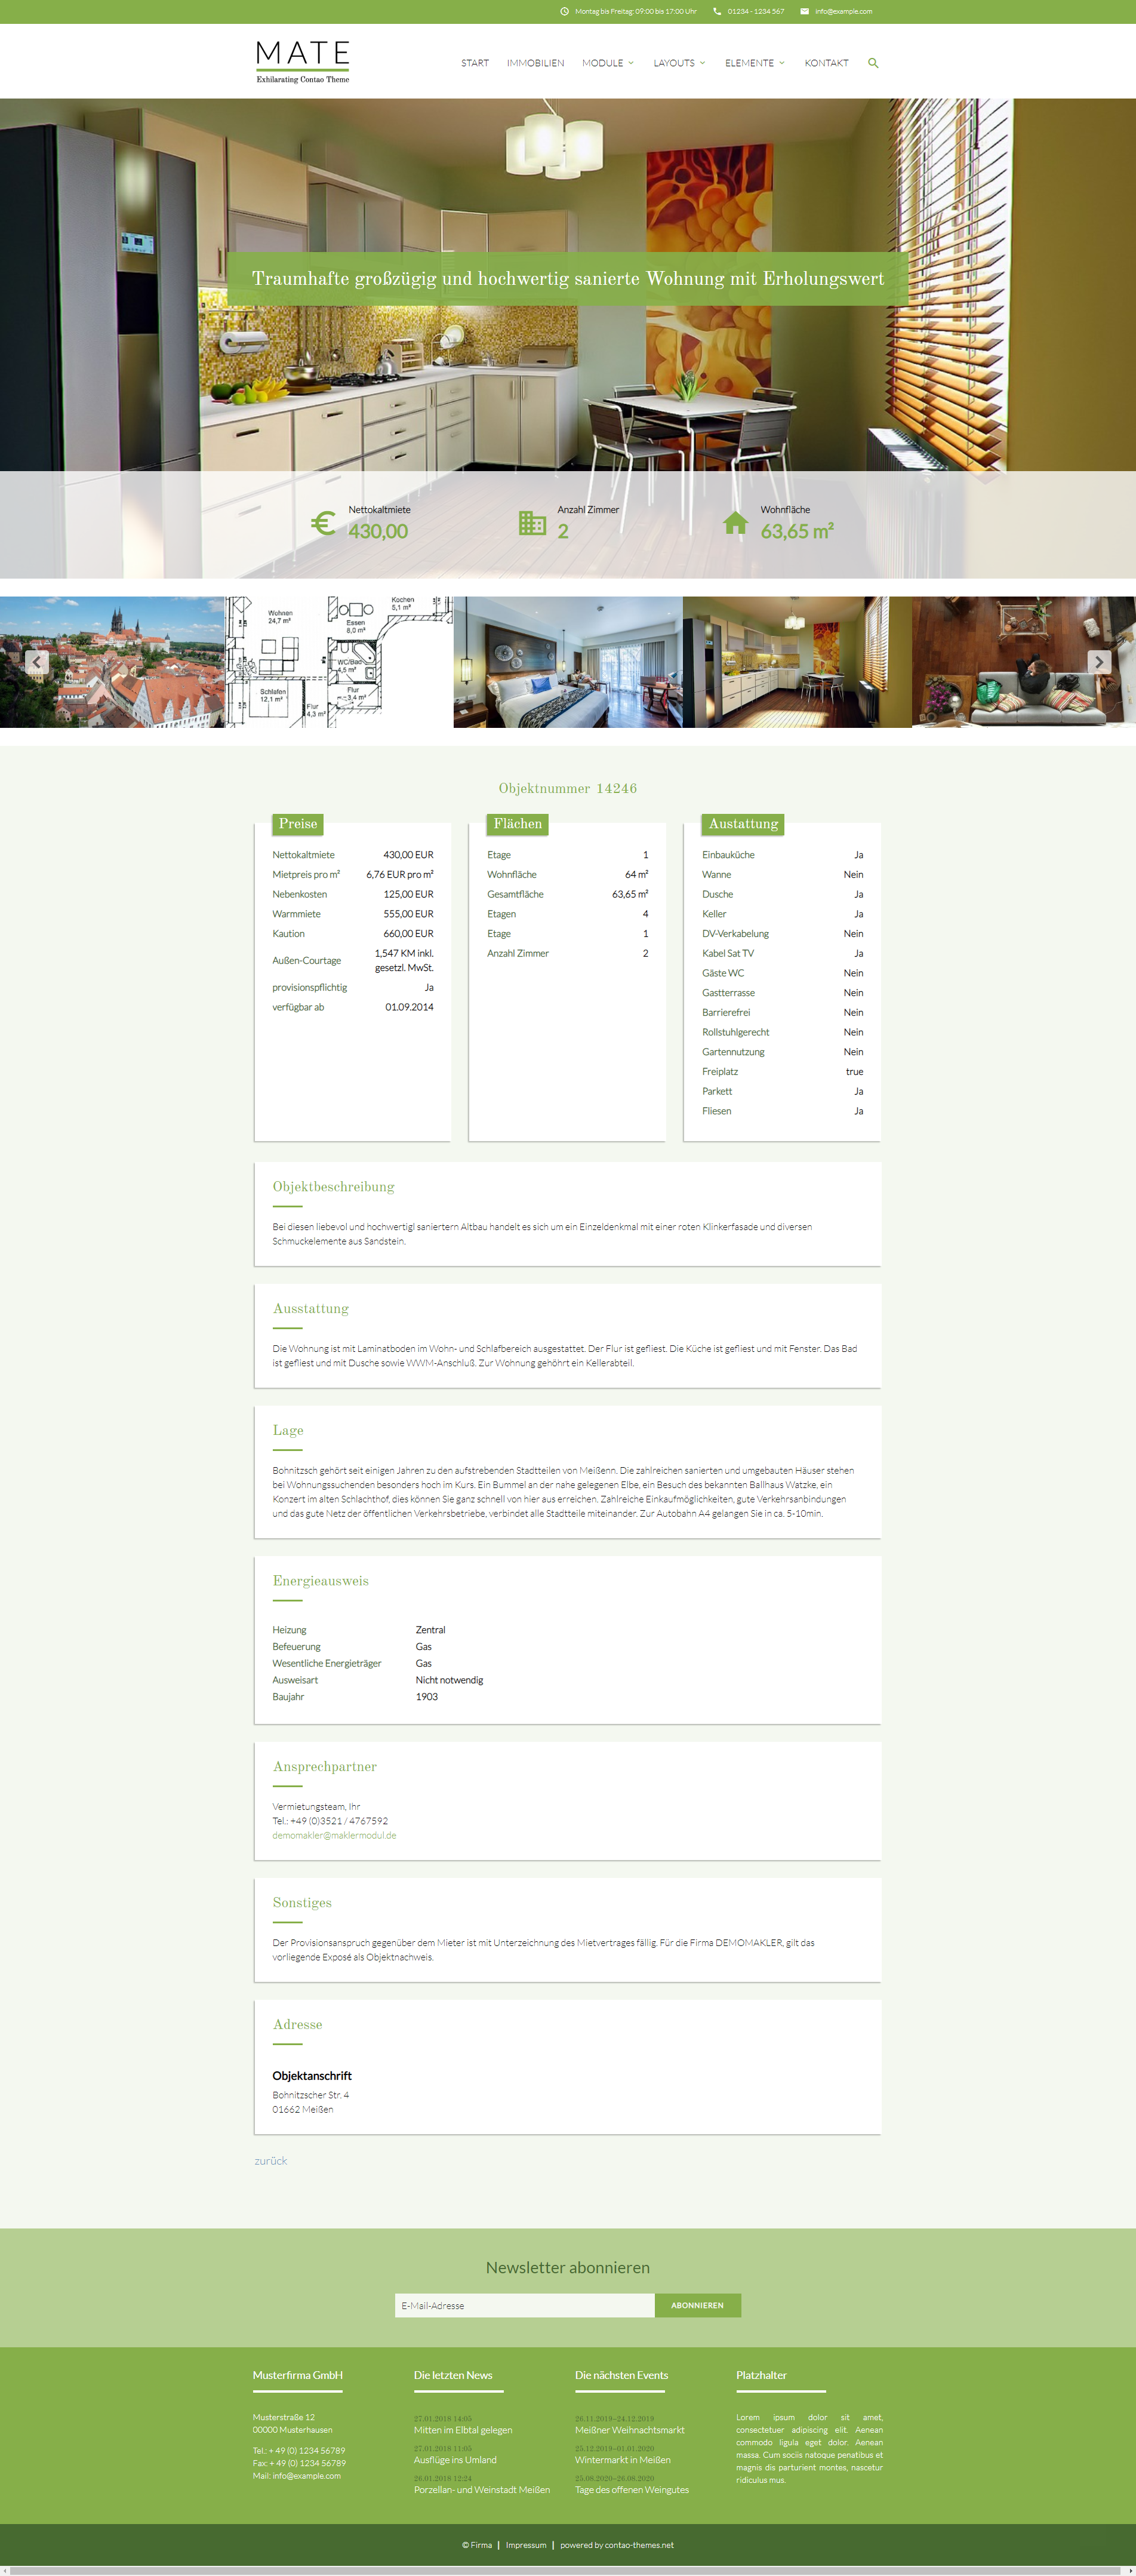 Montag bis Freitag: 09:00 bis 17:00 Uhr
01234 - 1234 567
info@example.com
MATE
Exhilarating Contao Theme
START
IMMOBILIEN
MODULE
LAYOUTS
ELEMENTE
KONTAKT
Traumhafte großzügig und hochwertig sanierte Wohnung mit Erholungswert
Nettokaltmiete
430,00
Anzahl Zimmer
2
Wohnfläche
63,65 m²
Kochen
5,1 m²
Wohnen
24,7 m²
Essen
8,0 m²
WC/Bad
4,5 m²
Schlafen
12,1 m²
Flur
3,4 m²
Flur
4,3 m²
Objektnummer 14246
Preise
Nettokaltmiete 430,00 EUR
Mietpreis pro m² 6,76 EUR pro m²
Nebenkosten 125,00 EUR
Warmmiete 555,00 EUR
Kaution 660,00 EUR
Außen-Courtage 1,547 KM inkl.
gesetzl. MwSt.
provisionspflichtig Ja
verfügbar ab 01.09.2014
Flächen
Etage 1
Wohnfläche 64 m²
Gesamtfläche 63,65 m²
Etagen 4
Etage 1
Anzahl Zimmer 2
Austattung
Einbauküche Ja
Wanne Nein
Dusche Ja
Keller Ja
DV-Verkabelung Nein
Kabel Sat TV Ja
Gäste WC Nein
Gastterrasse Nein
Barrierefrei Nein
Rollstuhlgerecht Nein
Gartennutzung Nein
Freiplatz true
Parkett Ja
Fliesen Ja
Objektbeschreibung
Bei diesen liebevol und hochwertigl saniertern Altbau handelt es sich um ein Einzeldenkmal mit einer roten Klinkerfasade und diversen
Schmuckelemente aus Sandstein.
Ausstattung
Die Wohnung ist mit Laminatboden im Wohn- und Schlafbereich ausgestattet. Der Flur ist gefliest. Die Küche ist gefliest und mit Fenster. Das Bad
ist gefliest und mit Dusche sowie WWM-Anschluß. Zur Wohnung gehöhrt ein Kellerabteil.
Lage
Bohnitzsch gehört seit einigen Jahren zu den aufstrebenden Stadtteilen von Meißenn. Die zahlreichen sanierten und umgebauten Häuser stehen
bei Wohnungssuchenden besonders hoch im Kurs. Ein Bummel an der nahe gelegenen Elbe, ein Besuch des bekannten Ballhaus Watzke, ein
Konzert im alten Schlachthof, dies können Sie ganz schnell von hier aus erreichen. Zahlreiche Einkaufmöglichkeiten, gute Verkehrsanbindungen
und das gute Netz der öffentlichen Verkehrsbetriebe, verbindet alle Stadtteile miteinander. Zur Autobahn A4 gelangen Sie in ca. 5-10min.
Energieausweis
Heizung Zentral
Befeuerung Gas
Wesentliche Energieträger Gas
Ausweisart Nicht notwendig
Baujahr 1903
Ansprechpartner
Vermietungsteam, Ihr
Tel.: +49 (0)3521 / 4767592
demomakler@maklermodul.de
Sonstiges
Der Provisionsanspruch gegenüber dem Mieter ist mit Unterzeichnung des Mietvertrages fällig. Für die Firma DEMOMAKLER, gilt das
vorliegende Exposé als Objektnachweis.
Adresse
Objektanschrift
Bohnitzscher Str. 4
01662 Meißen
zurück
Newsletter abonnieren
E-Mail-Adresse
ABONNIEREN
Musterfirma GmbH
Musterstraße 12
00000 Musterhausen
Tel.: + 49 (0) 1234 56789
Fax: + 49 (0) 1234 56789
Mail: info@example.com
Die letzten News
27.01.2018 14:05
Mitten im Elbtal gelegen
27.01.2018 11:05
Ausflüge ins Umland
26.01.2018 12:24
Porzellan- und Weinstadt Meißen
Die nächsten Events
26.11.2019–24.12.2019
Meißner Weihnachtsmarkt
25.12.2019–01.01.2020
Wintermarkt in Meißen
25.08.2020–26.08.2020
Tage des offenen Weingutes
Platzhalter
Lorem ipsum dolor sit amet,
consectetuer adipiscing elit. Aenean
commodo ligula eget dolor. Aenean
massa. Cum sociis natoque penatibus et
magnis dis parturient montes, nascetur
ridiculus mus.
© Firma | Impressum | powered by contao-themes.net